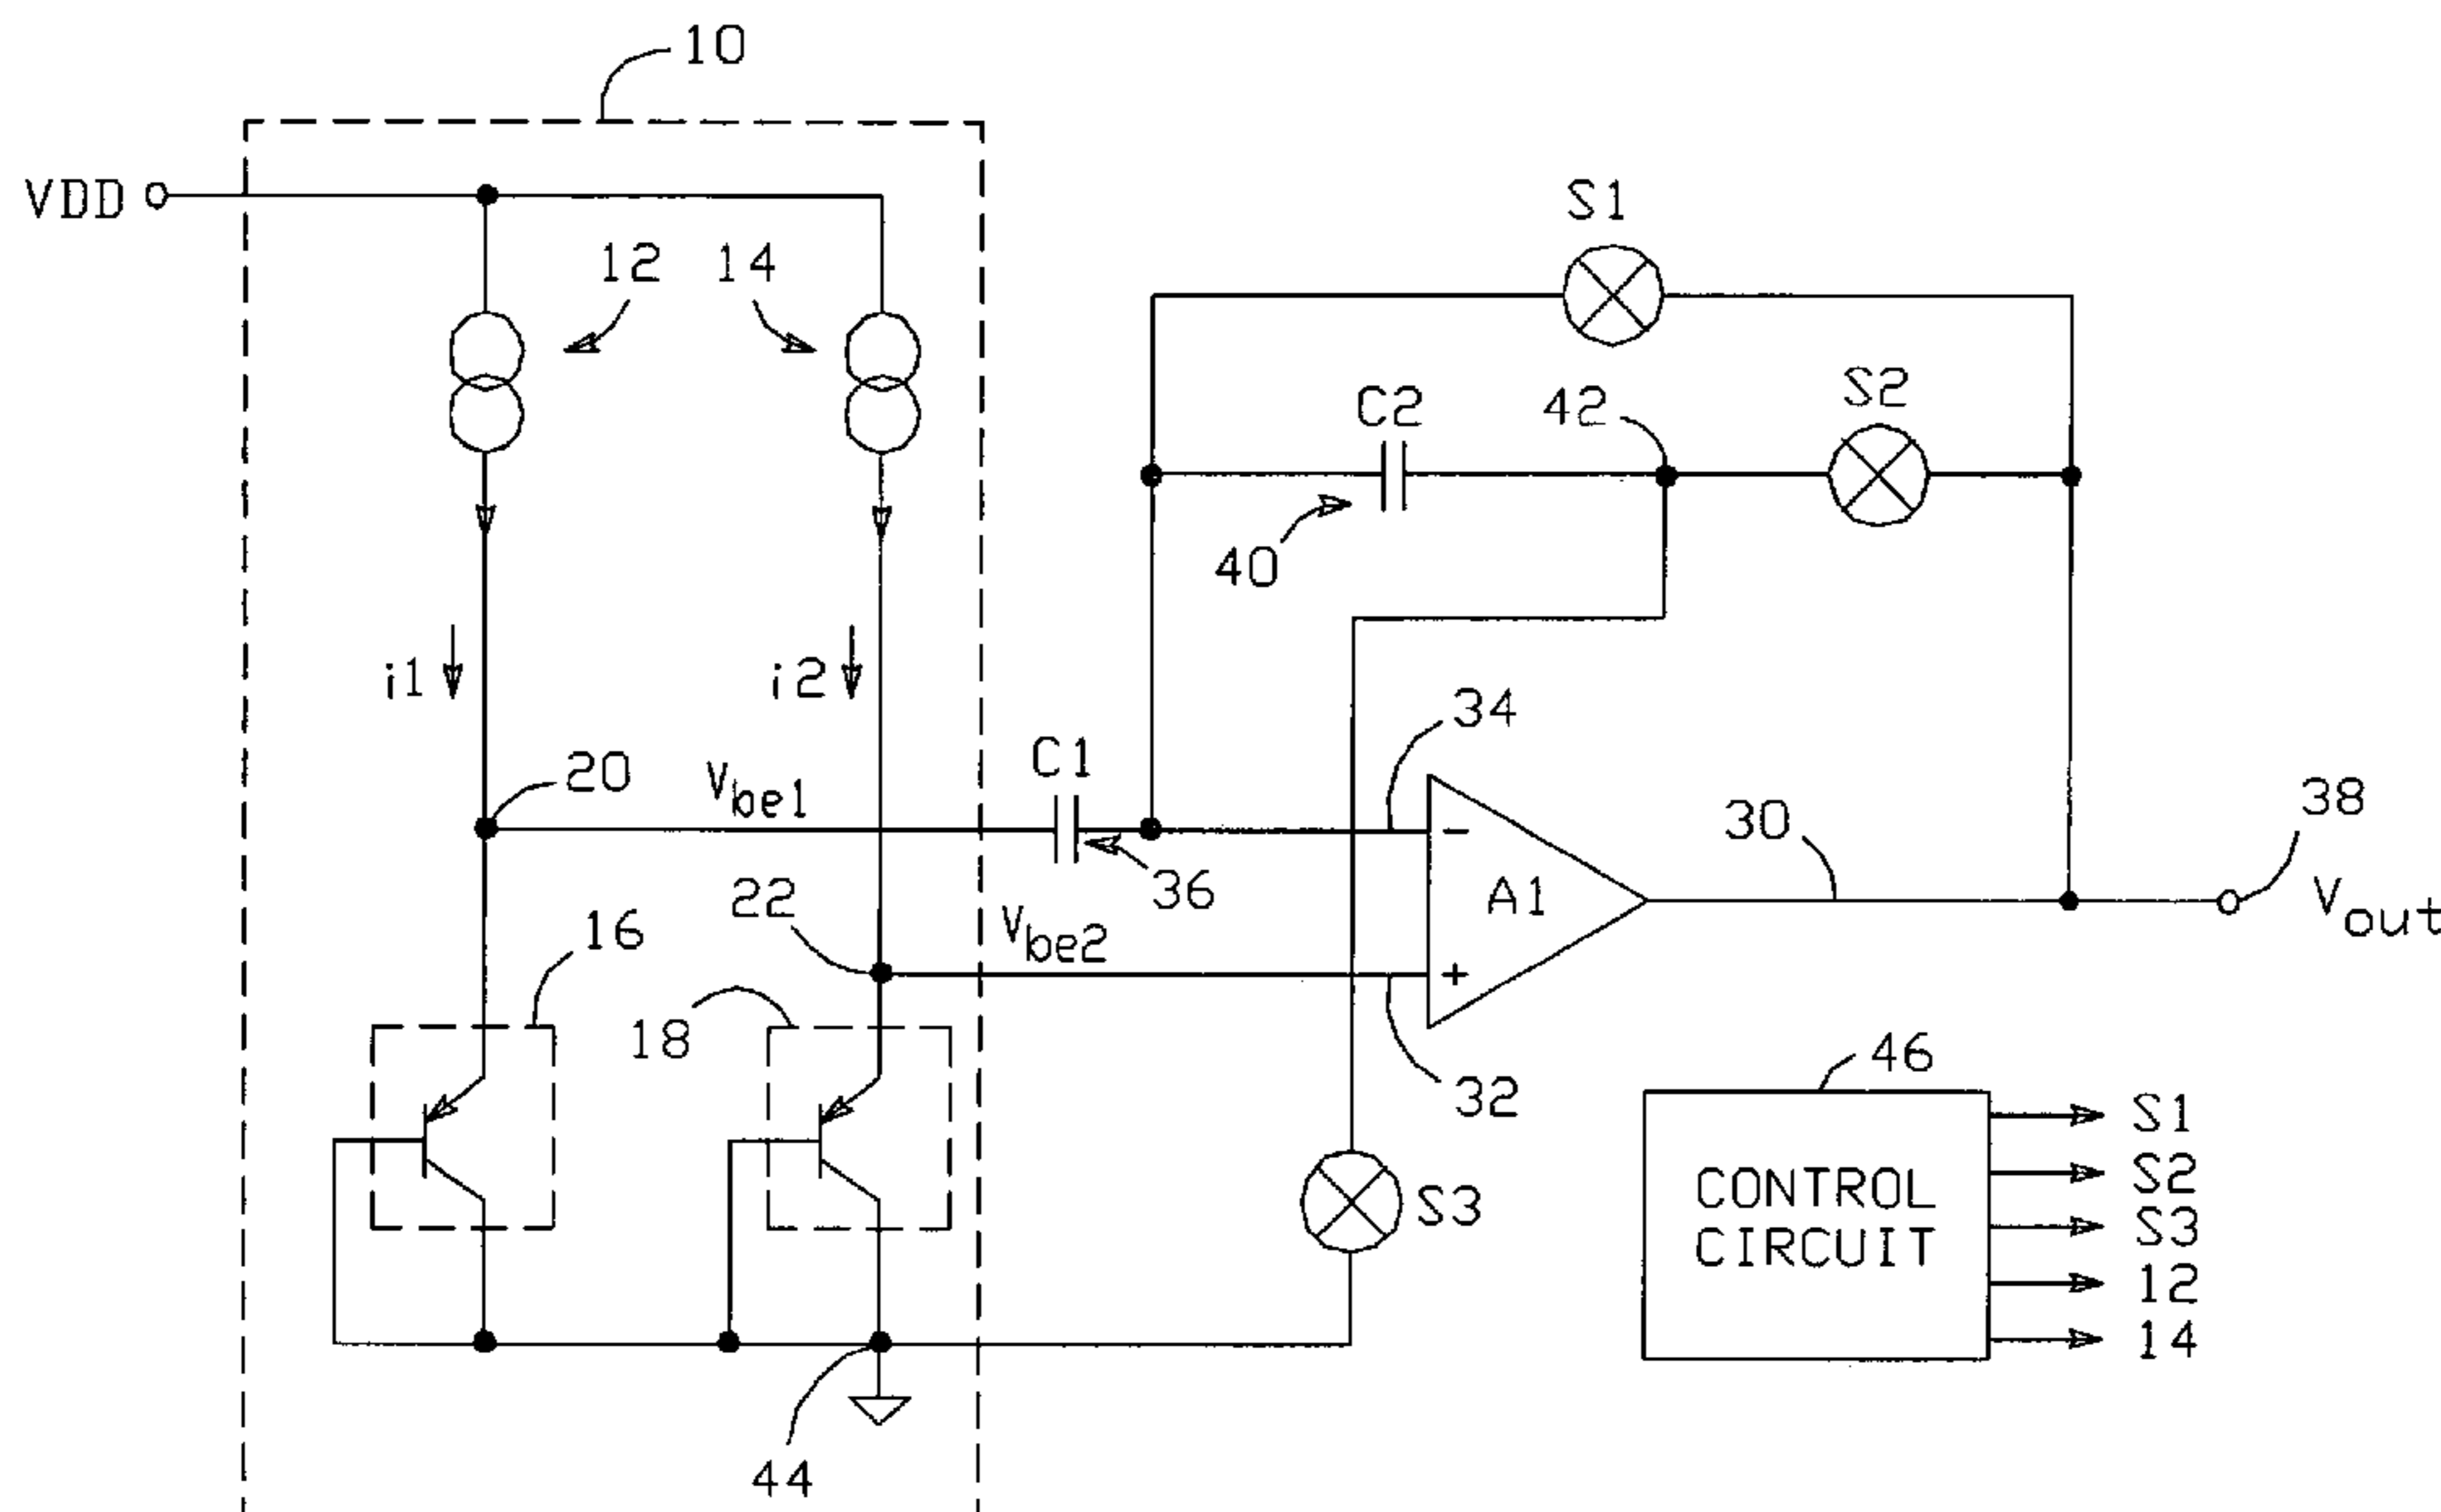 10
VDD
12
14
S1
S2
C2
42
40
i1
i2
34
20
Vbe1
C1
38
30
36
22
A1
Vout
Vbe2
-
+
16
18
32
46
S3
CONTROL
CIRCUIT
S1
S2
S3
12
14
44